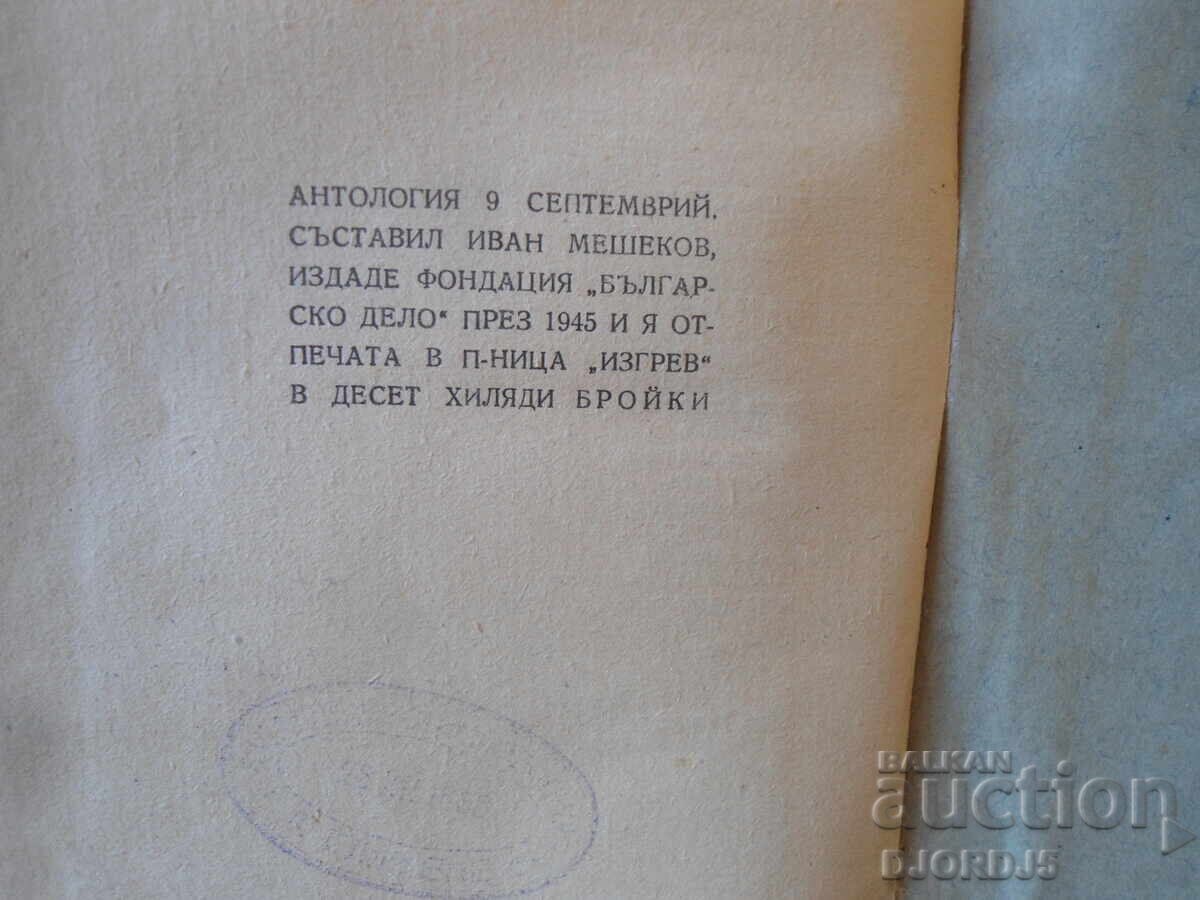 АНТОЛОГИЯ 9 СЕПТЕМВРИЙ.
СЪСТАВИЛ ИВАН МЕШЕКОВ,
ИЗДАДЕ ФОНДАЦИЯ „БЪЛГАР-
СКО ДЕЛО“ ПРЕЗ 1945 И Я ОТ-
ПЕЧАТА В П-НИЦА „ИЗГРЕВ“
В ДЕСЕТ ХИЛЯДИ БРОЙКИ
BALKAN
auction
DJORDJ5